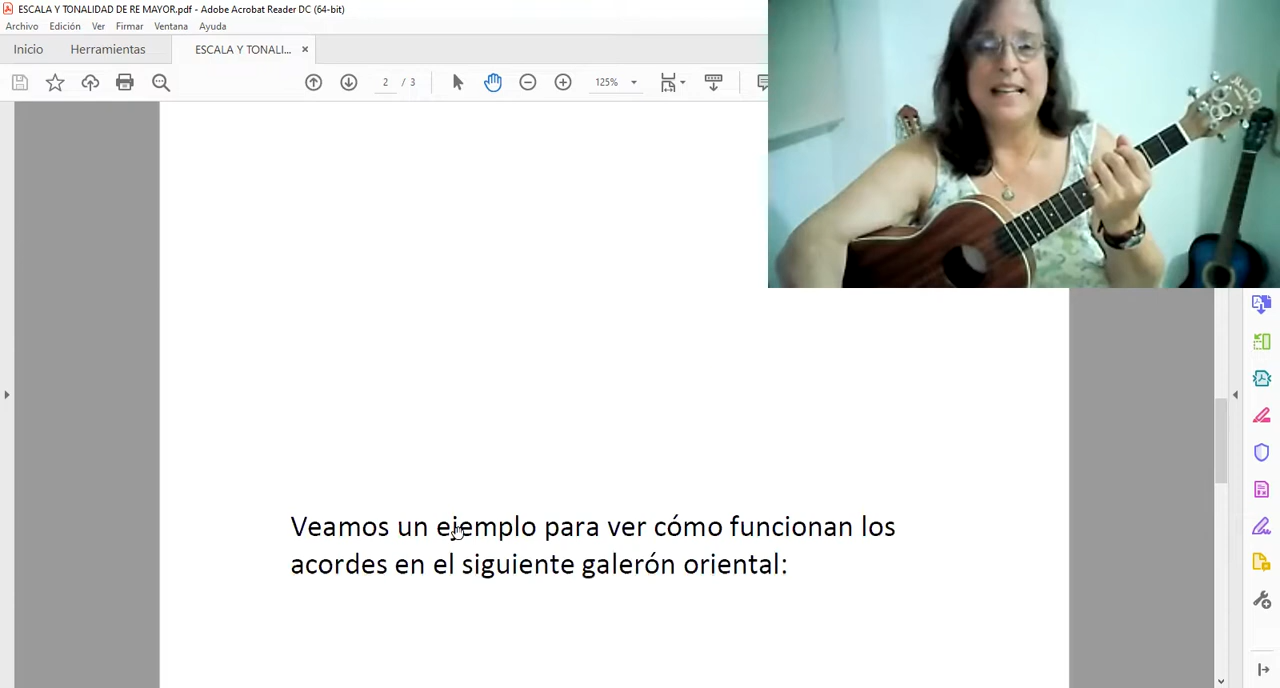 ESCALA Y TONALIDAD DE RE MAYOR.pdf - Adobe Acrobat Reader DC (64-bit)
Archivo Edición Ver Firmar Ventana Ayuda
Inicio Herramientas ESCALA Y TONALI... ×
2 / 3 125%
Veamos un ejemplo para ver cómo funcionan los
acordes en el siguiente galerón oriental: